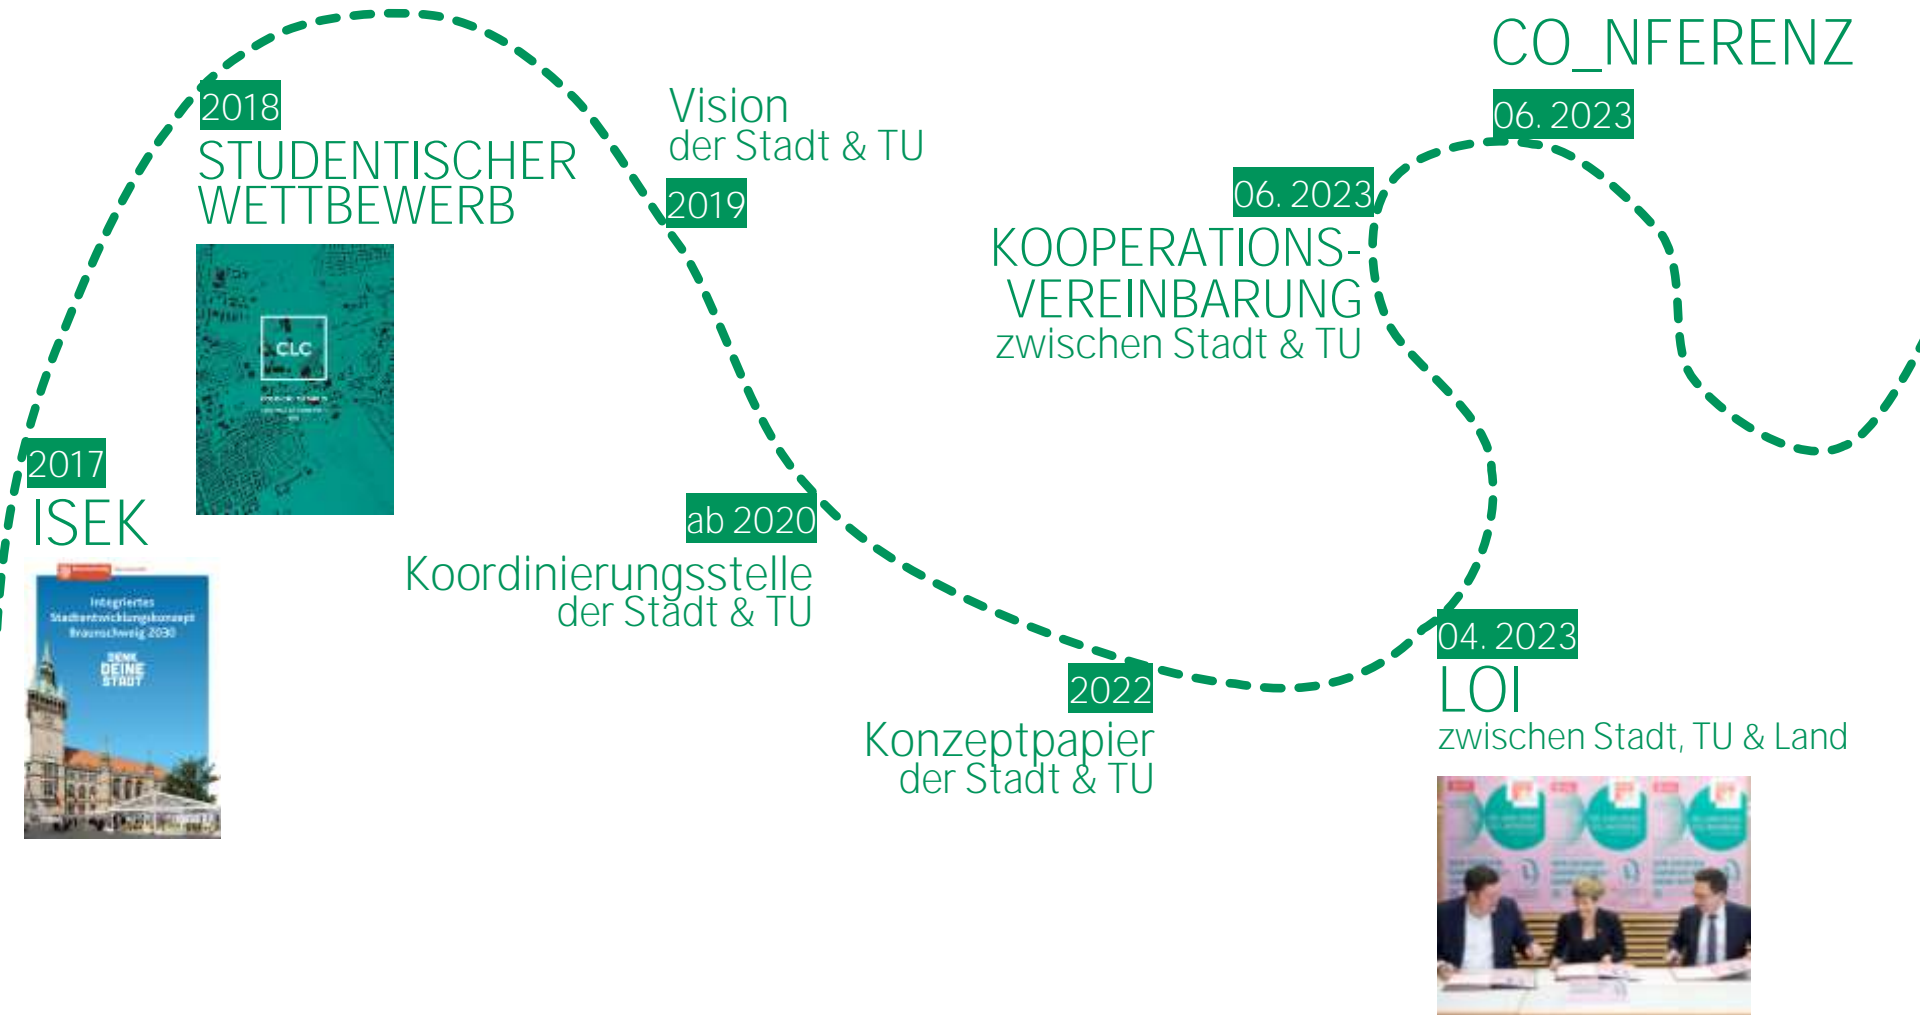 2017
ISEK
Integriertes
Stadtentwicklungskonzept
Braunschweig 2030
DENK
DEINE
STADT
2018
STUDENTISCHER
WETTBEWERB
CLC
Vision
der Stadt & TU
2019
ab 2020
Koordinierungsstelle
der Stadt & TU
2022
Konzeptpapier
der Stadt & TU
04. 2023
LOI
zwischen Stadt, TU & Land
06. 2023
KOOPERATIONS-
VEREINBARUNG
zwischen Stadt & TU
CO_NFERENZ
06. 2023